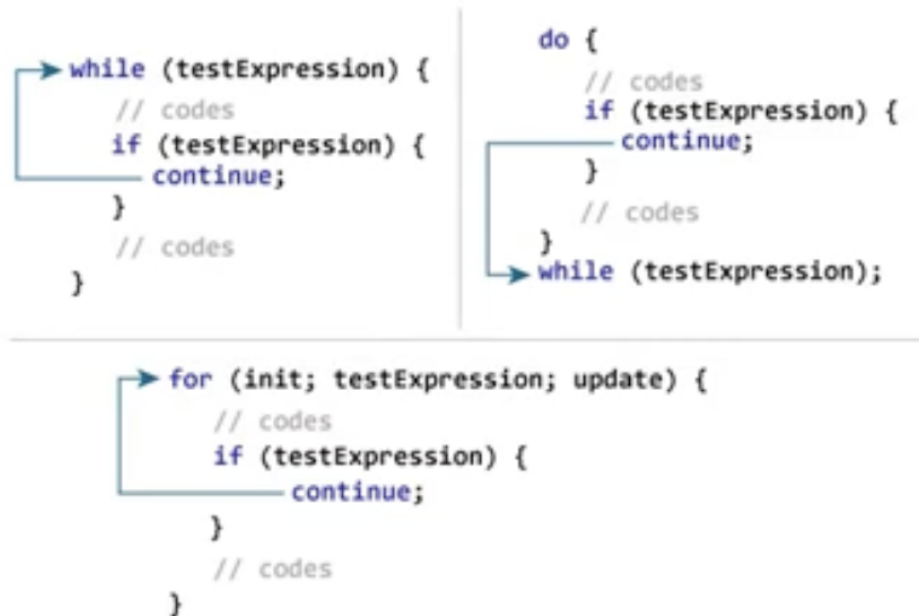 while (testExpression) {
// codes
if (testExpression) {
continue;
}
// codes
}
do {
// codes
if (testExpression) {
continue;
}
// codes
}
while (testExpression);
for (init; testExpression; update) {
// codes
if (testExpression) {
continue;
}
// codes
}